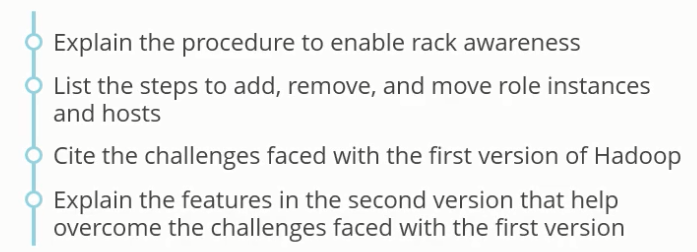 Explain the procedure to enable rack awareness
List the steps to add, remove, and move role instances
and hosts
Cite the challenges faced with the first version of Hadoop
Explain the features in the second version that help
overcome the challenges faced with the first version